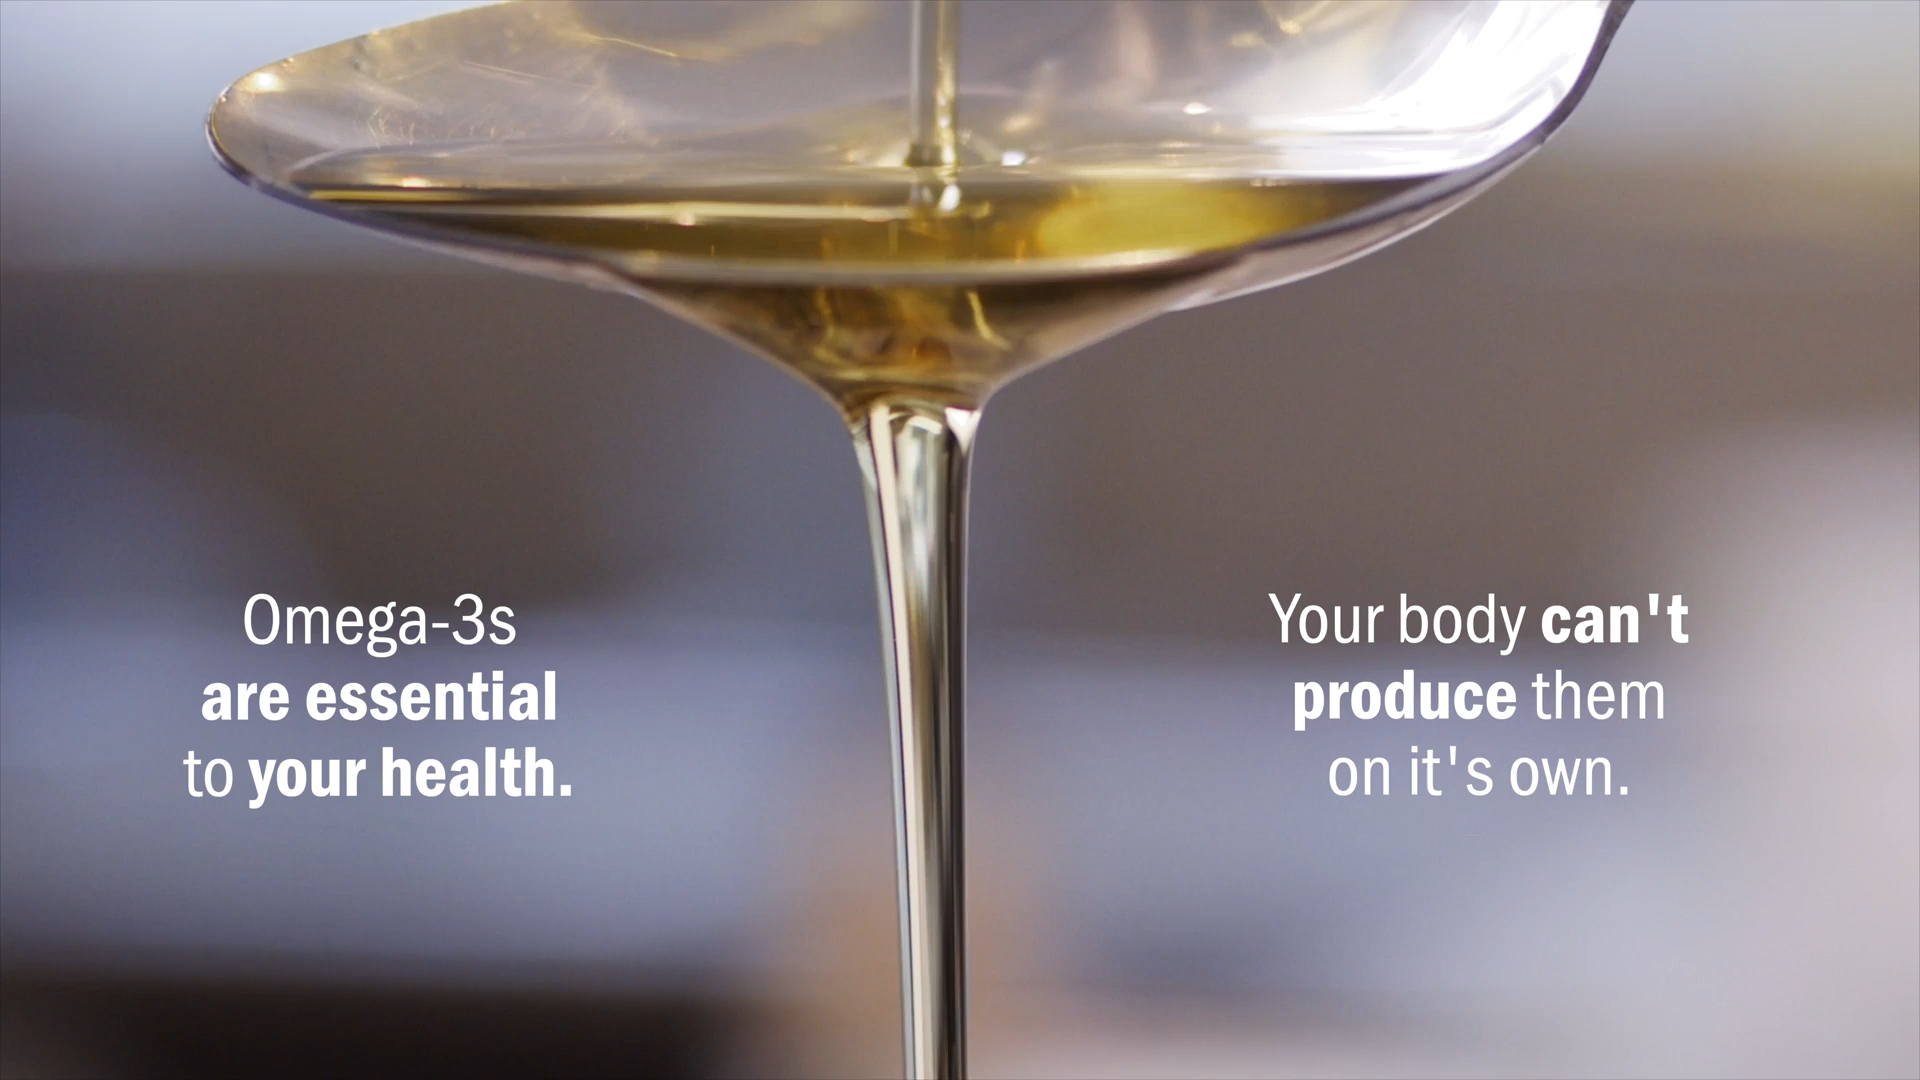 Omega-3s
are essential
to your health.
Your body can't
produce them
on it's own.